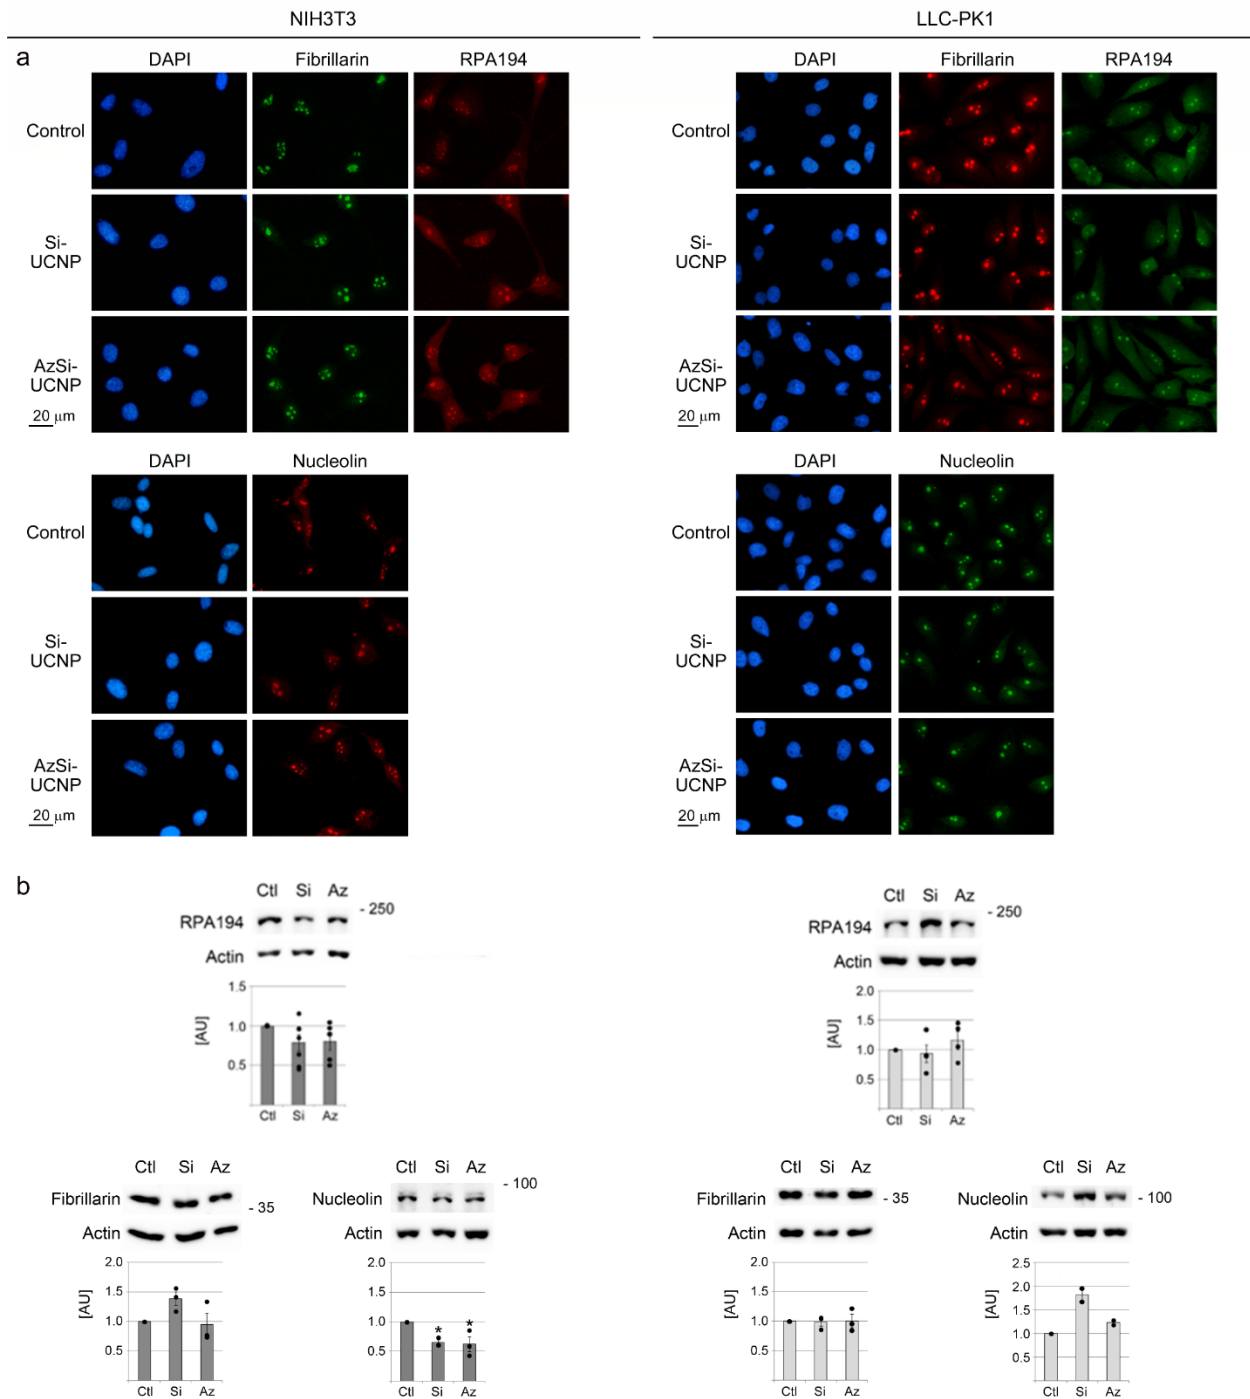 NIH3T3
LLC-PK1
a
DAPI Fibrillarin RPA194
DAPI Fibrillarin RPA194
Control
Control
Si-
UCNP
Si-
UCNP
AzSi-
UCNP
AzSi-
UCNP
20 μm
20 μm
DAPI Nucleolin
DAPI Nucleolin
Control
Control
Si-
UCNP
Si-
UCNP
AzSi-
UCNP
AzSi-
UCNP
20 μm
20 μm
b
Ctl Si Az
RPA194 - 250
Actin
[AU]
1.5
1.0
0.5
Ctl Si Az
Ctl Si Az
RPA194 - 250
Actin
[AU]
2.0
1.5
1.0
0.5
Ctl Si Az
Ctl Si Az
Fibrillarin - 35
Actin
[AU]
2.0
1.5
1.0
0.5
Ctl Si Az
Ctl Si Az
Nucleolin - 100
Actin
2.0
1.5
1.0
0.5
* *
Ctl Si Az
Ctl Si Az
Fibrillarin - 35
Actin
[AU]
2.0
1.5
1.0
0.5
Ctl Si Az
Ctl Si Az
Nucleolin - 100
Actin
2.5
2.0
1.5
1.0
0.5
Ctl Si Az